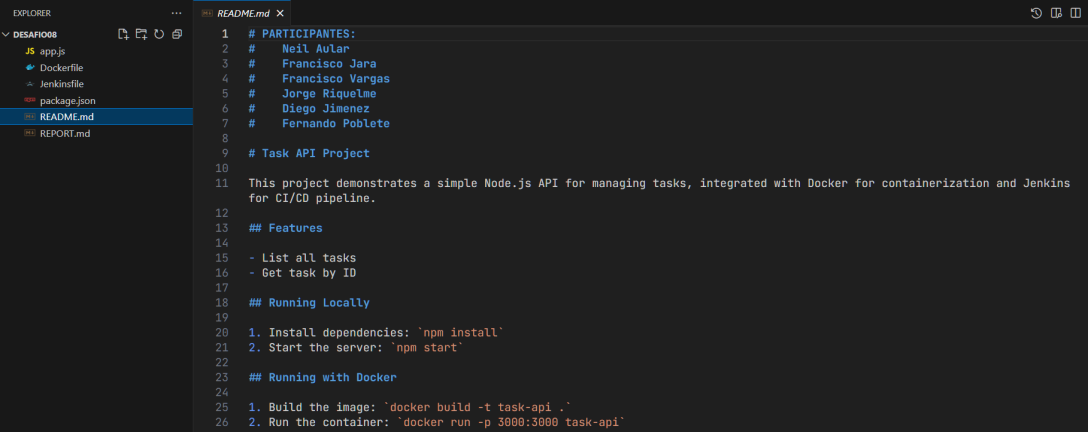 EXPLORER
DESAFIO08
JS app.js
Dockerfile
Jenkinsfile
package.json
README.md
REPORT.md
README.md
1 # PARTICIPANTES:
2 #    Neil Aular
3 #    Francisco Jara
4 #    Francisco Vargas
5 #    Jorge Riquelme
6 #    Diego Jimenez
7 #    Fernando Poblete
8
9 # Task API Project
10
11 This project demonstrates a simple Node.js API for managing tasks, integrated with Docker for containerization and Jenkins
for CI/CD pipeline.
12
13 ## Features
14
15 - List all tasks
16 - Get task by ID
17
18 ## Running Locally
19
20 1. Install dependencies: `npm install`
21 2. Start the server: `npm start`
22
23 ## Running with Docker
24
25 1. Build the image: `docker build -t task-api .`
26 2. Run the container: `docker run -p 3000:3000 task-api`